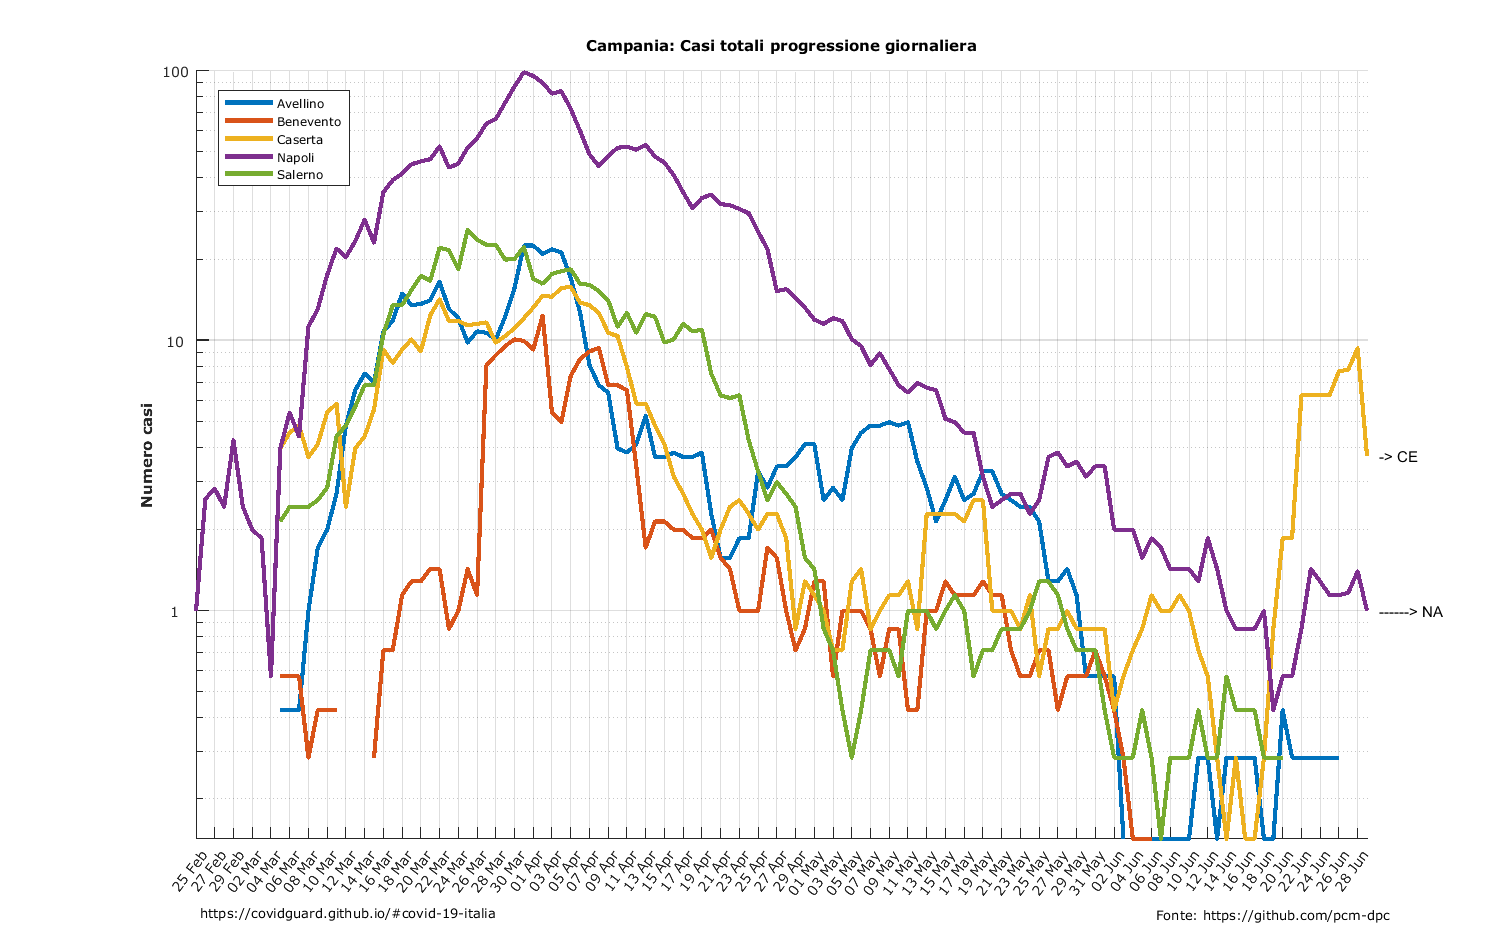 Campania: Casi totali progressione giornaliera
Numero casi
100
10
1
Avellino
Benevento
Caserta
Napoli
Salerno
-> CE
------> NA
25 Feb
27 Feb
29 Feb
02 Mar
04 Mar
06 Mar
08 Mar
10 Mar
12 Mar
14 Mar
16 Mar
18 Mar
20 Mar
22 Mar
24 Mar
26 Mar
28 Mar
30 Mar
01 Apr
03 Apr
05 Apr
07 Apr
09 Apr
11 Apr
13 Apr
15 Apr
17 Apr
19 Apr
21 Apr
23 Apr
25 Apr
27 Apr
29 Apr
01 May
03 May
05 May
07 May
09 May
11 May
13 May
15 May
17 May
19 May
21 May
23 May
25 May
27 May
29 May
31 May
02 Jun
04 Jun
06 Jun
08 Jun
10 Jun
12 Jun
14 Jun
16 Jun
18 Jun
20 Jun
22 Jun
24 Jun
26 Jun
28 Jun
https://covidguard.github.io/#covid-19-italia
Fonte: https://github.com/pcm-dpc